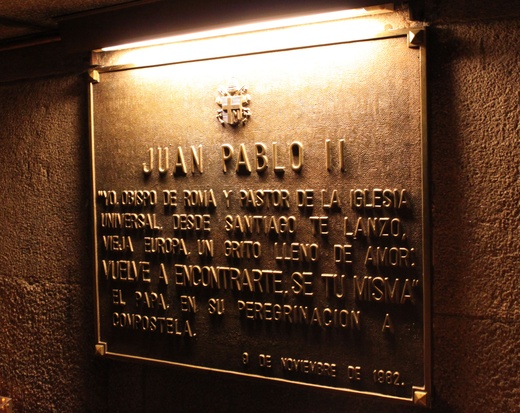 JUAN PABLO II
"YO, OBISPO DE ROMA Y PASTOR DE LA IGLESIA
UNIVERSAL, DESDE SANTIAGO TE LANZO,
VIEJA EUROPA, UN GRITO LLENO DE AMOR:
VUELVE A ENCONTRARTE. SE TU MISMA"
EL PAPA, EN SU PEREGRINACION A
COMPOSTELA.
9 DE NOVIEMBRE DE 1982.